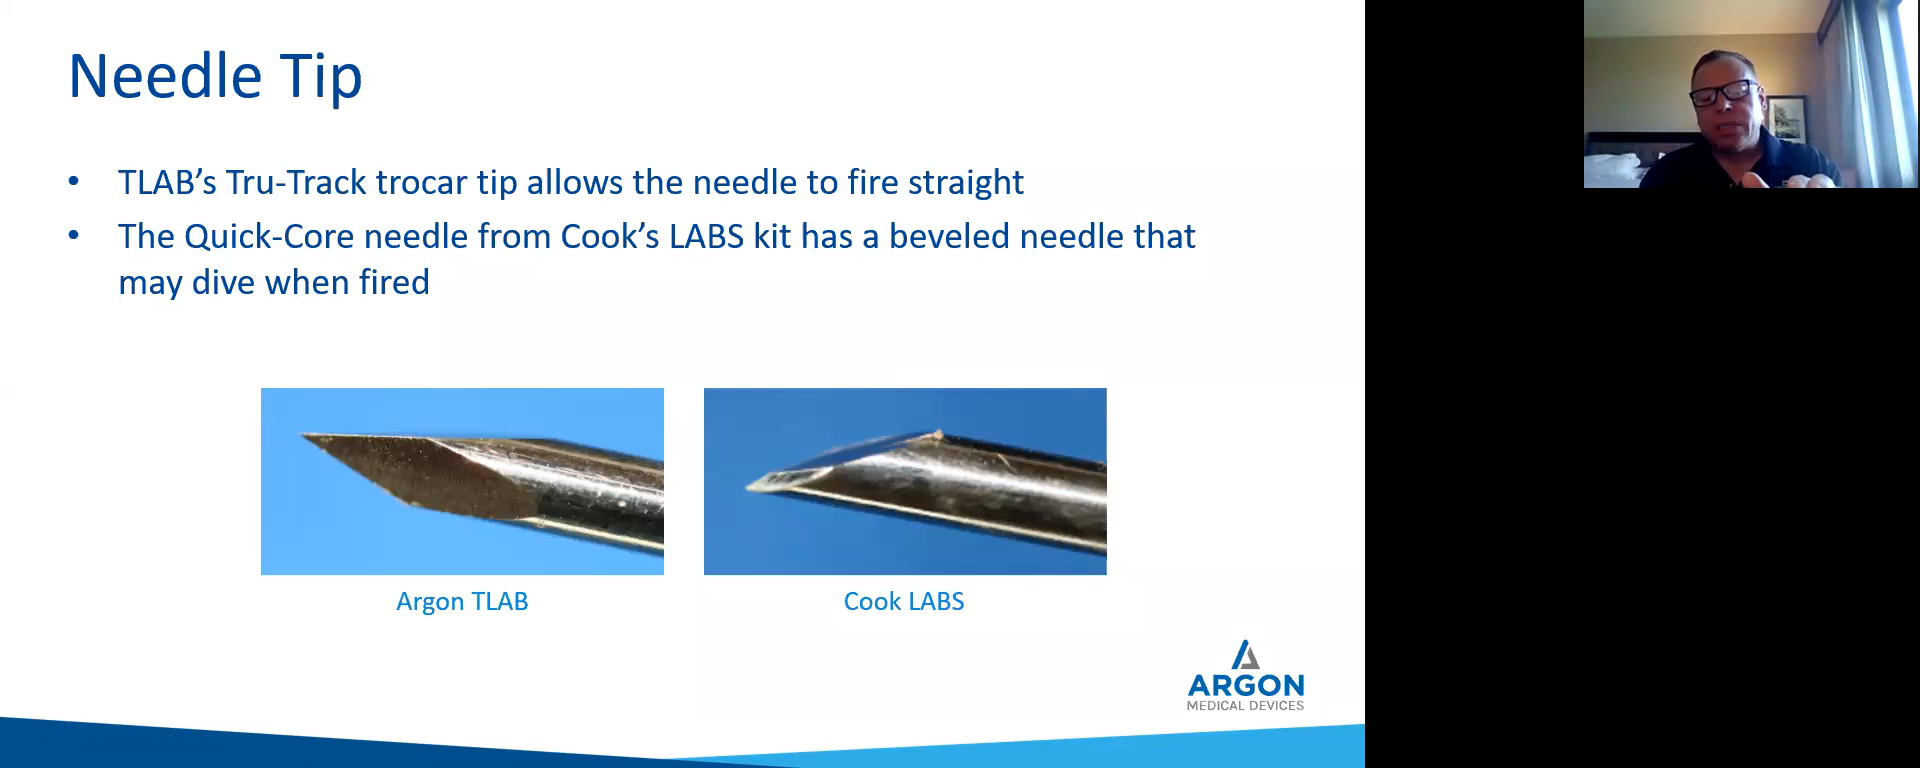 Needle Tip
• TLAB’s Tru-Track trocar tip allows the needle to fire straight
• The Quick-Core needle from Cook’s LABS kit has a beveled needle that
may dive when fired
Argon TLAB
Cook LABS
ARGON
MEDICAL DEVICES